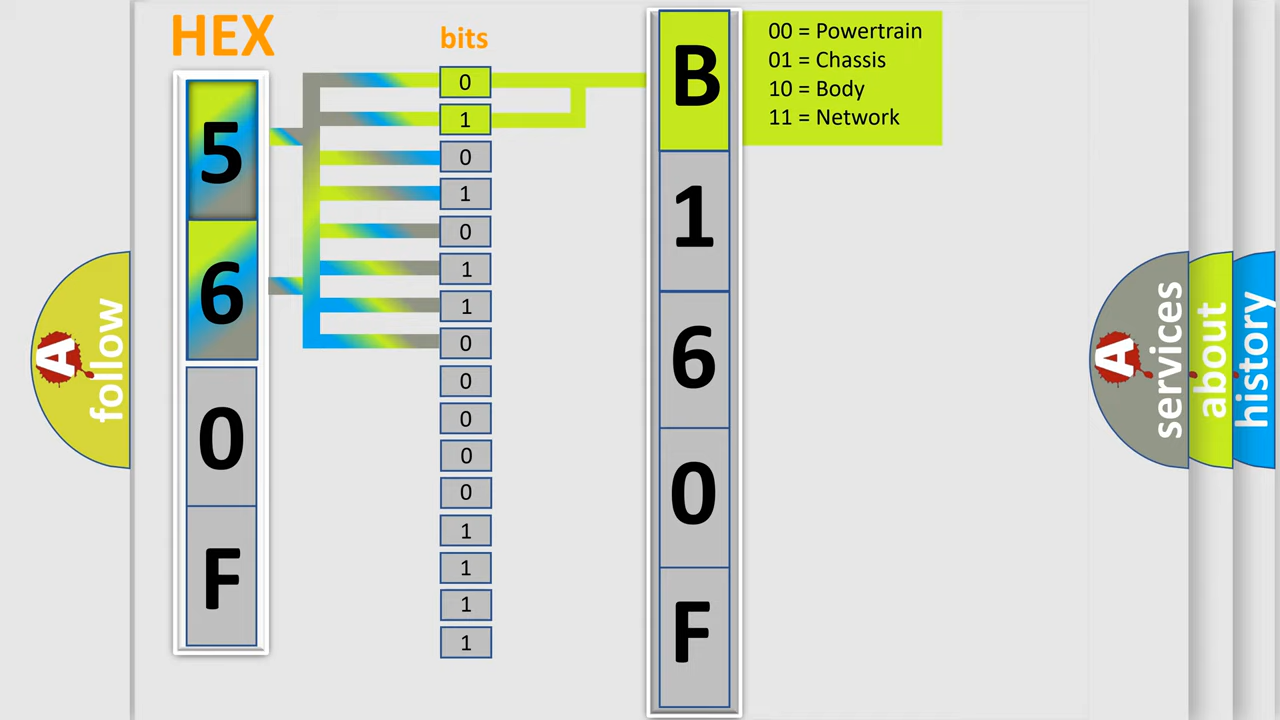 HEX
bits
5
6
0
F
0
1
0
1
0
1
1
0
0
0
0
0
1
1
1
1
B
1
6
0
F
00 = Powertrain
01 = Chassis
10 = Body
11 = Network
A
follow
A
services
about
history